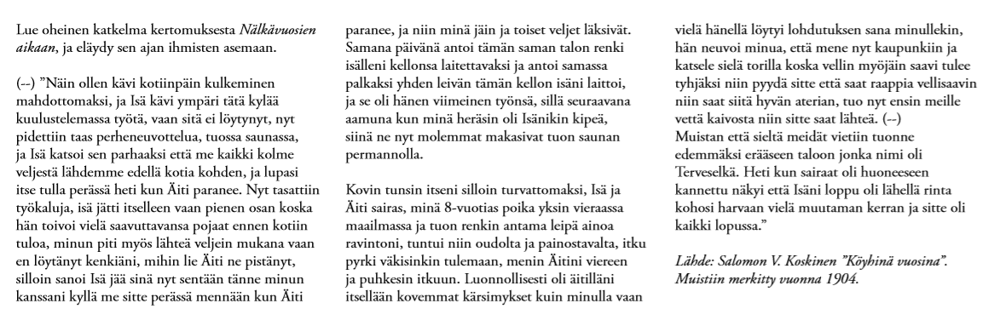 Lue oheinen katkelma kertomuksesta Nälkävuosien
aikaan, ja eläydy sen ajan ihmisten asemaan.
(--) ”Näin ollen kävi kotiinpäin kulkeminen
mahdottomaksi, ja Isä kävi ympäri tätä kylää
kuulustelemassa työtä, vaan sitä ei löytynyt, nyt
pidettiin taas perheneuvottelua, tuossa saunassa,
ja Isä katsoi sen parhaaksi että me kaikki kolme
veljestä lähdemme edellä kotia kohden, ja lupasi
itse tulla perässä heti kun Äiti paranee. Nyt tasattiin
työkaluja, isä jätti itselleen vaan pienen osan koska
hän toivoi vielä saavuttavansa pojaat ennen kotiin
tuloa, minun piti myös lähteä veljein mukana vaan
en löytänyt kenkiäni, mihin lie Äiti ne pistänyt,
silloin sanoi Isä jää sinä nyt sentään tänne minun
kanssani kyllä me sitte perässä mennään kun Äiti
paranee, ja niin minä jäin ja toiset veljet läksivät.
Samana päivänä antoi tämän saman talon renki
isälleni kellonsa laitettavaksi ja antoi samassa
palkaksi yhden leivän tämän kellon isäni laittoi,
ja se oli hänen viimeinen työnsä, sillä seuraavana
aamuna kun minä heräsin oli Isänikin kipeä,
siinä ne nyt molemmat makasivat tuon saunan
permannolla.
Kovin tunsin itseni silloin turvattomaksi, Isä ja
Äiti sairas, minä 8-vuotias poika yksin vieraassa
maailmassa ja tuon renkin antama leipä ainoa
ravintoni, tuntui niin oudolta ja painostavalta, itku
pyrki väkisinkin tulemaan, menin Äitini viereen
ja puhkesin itkuun. Luonnollisesti oli äitilläni
itsellään kovemmat kärsimykset kuin minulla vaan
vielä hänellä löytyi lohdutuksen sana minullekin,
hän neuvoi minua, että mene nyt kaupunkiin ja
katsele sielä torilla koska vellin myöjäin saavi tulee
tyhjäksi niin pyydä sitte että saat raappia vellisaavin
niin saat siitä hyvän aterian, tuo nyt ensin meille
vettä kaivosta niin sitte saat lähteä. (--)
Muistan että sieltä meidät vietiin tuonne
edemmäksi erääseen taloon jonka nimi oli
Terveselkä. Heti kun sairaat oli huoneeseen
kannettu näkyi että Isäni loppu oli lähellä rinta
kohosi harvaan vielä muutaman kerran ja sitte oli
kaikki lopussa.”
Lähde: Salomon V. Koskinen ”Köyhinä vuosina”.
Muistiin merkitty vuonna 1904.